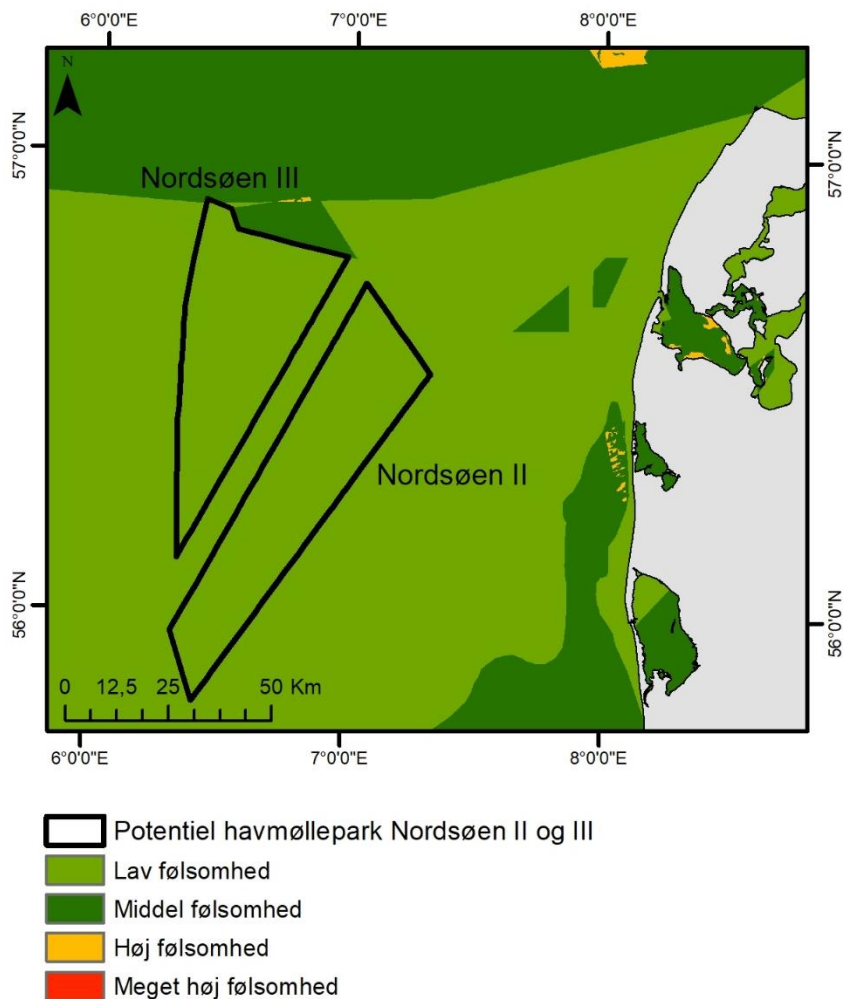 6°0'0"E 7°0'0"E 8°0'0"E
N
57°0'0"N
57°0'0"N
Nordsøen III
Nordsøen II
56°0'0"N
56°0'0"N
0 12,5 25 50 Km
6°0'0"E 7°0'0"E 8°0'0"E
Potentiel havmøllepark Nordsøen II og III
Lav følsomhed
Middel følsomhed
Høj følsomhed
Meget høj følsomhed